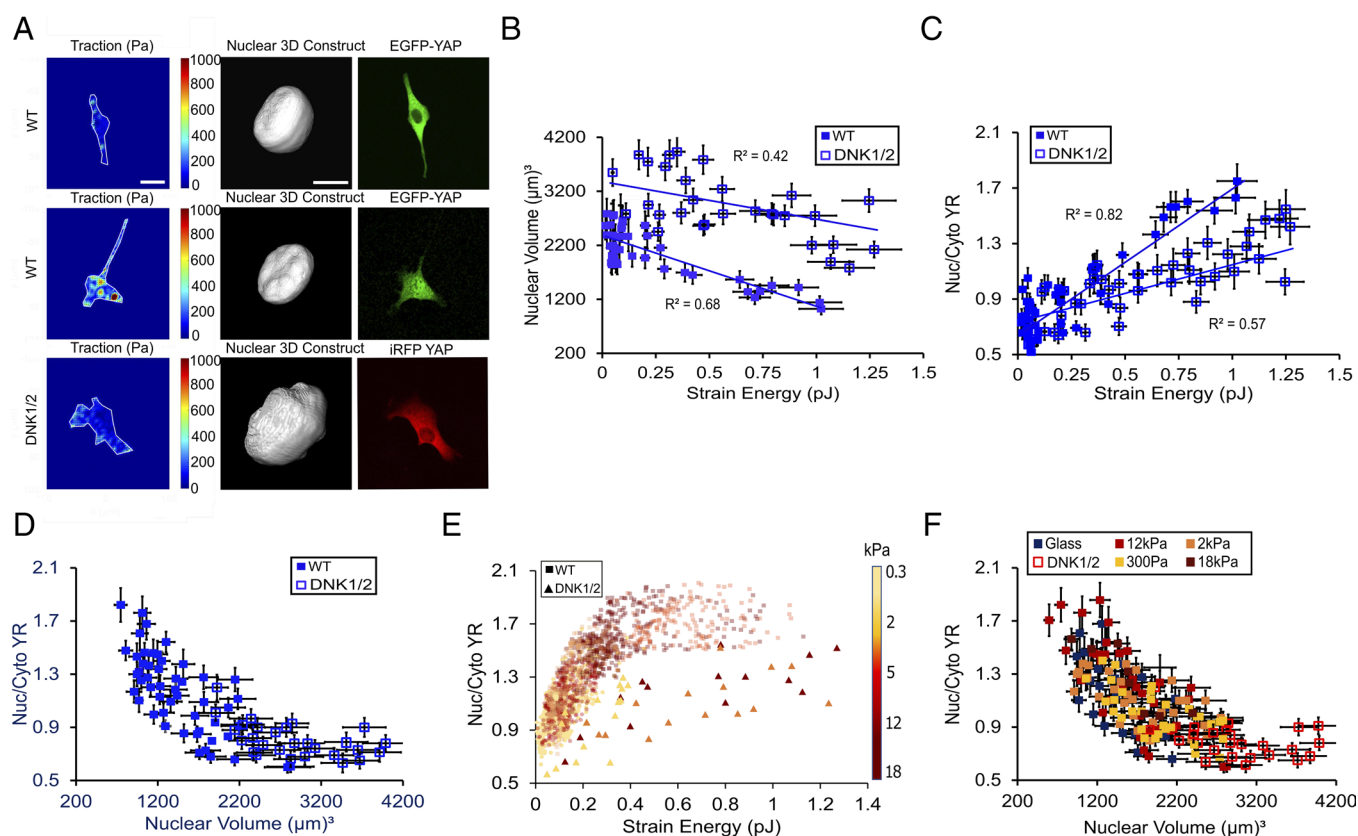 A
Traction (Pa)
Nuclear 3D Construct
EGFP-YAP
WT
1000
800
600
400
200
0
Traction (Pa)
Nuclear 3D Construct
EGFP-YAP
WT
1000
800
600
400
200
0
Traction (Pa)
Nuclear 3D Construct
iRFP YAP
DNK1/2
1000
800
600
400
200
0
B
Nuclear Volume (µm)³
4200
3200
2200
1200
200
WT
DNK1/2
R² = 0.42
R² = 0.68
0 0.25 0.5 0.75 1 1.25
Strain Energy (pJ)
C
Nuc/Cyto YR
2.1
1.7
1.3
0.9
0.5
WT
DNK1/2
R² = 0.82
R² = 0.57
0 0.25 0.5 0.75 1 1.25 1.5
Strain Energy (pJ)
D
Nuc/Cyto YR
2.1
1.7
1.3
0.9
0.5
WT
DNK1/2
200 1200 2200 3200 4200
Nuclear Volume (µm)³
E
Nuc/Cyto YR
2.1
1.7
1.3
0.9
0.5
WT
DNK1/2
0 0.2 0.4 0.6 0.8 1 1.2 1.4
Strain Energy (pJ)
kPa
0.3
2
5
12
18
F
Nuc/Cyto YR
2.1
1.7
1.3
0.9
0.5
Glass 12kPa 2kPa
DNK1/2 300Pa 18kPa
200 1200 2200 3200 4200
Nuclear Volume (µm)³